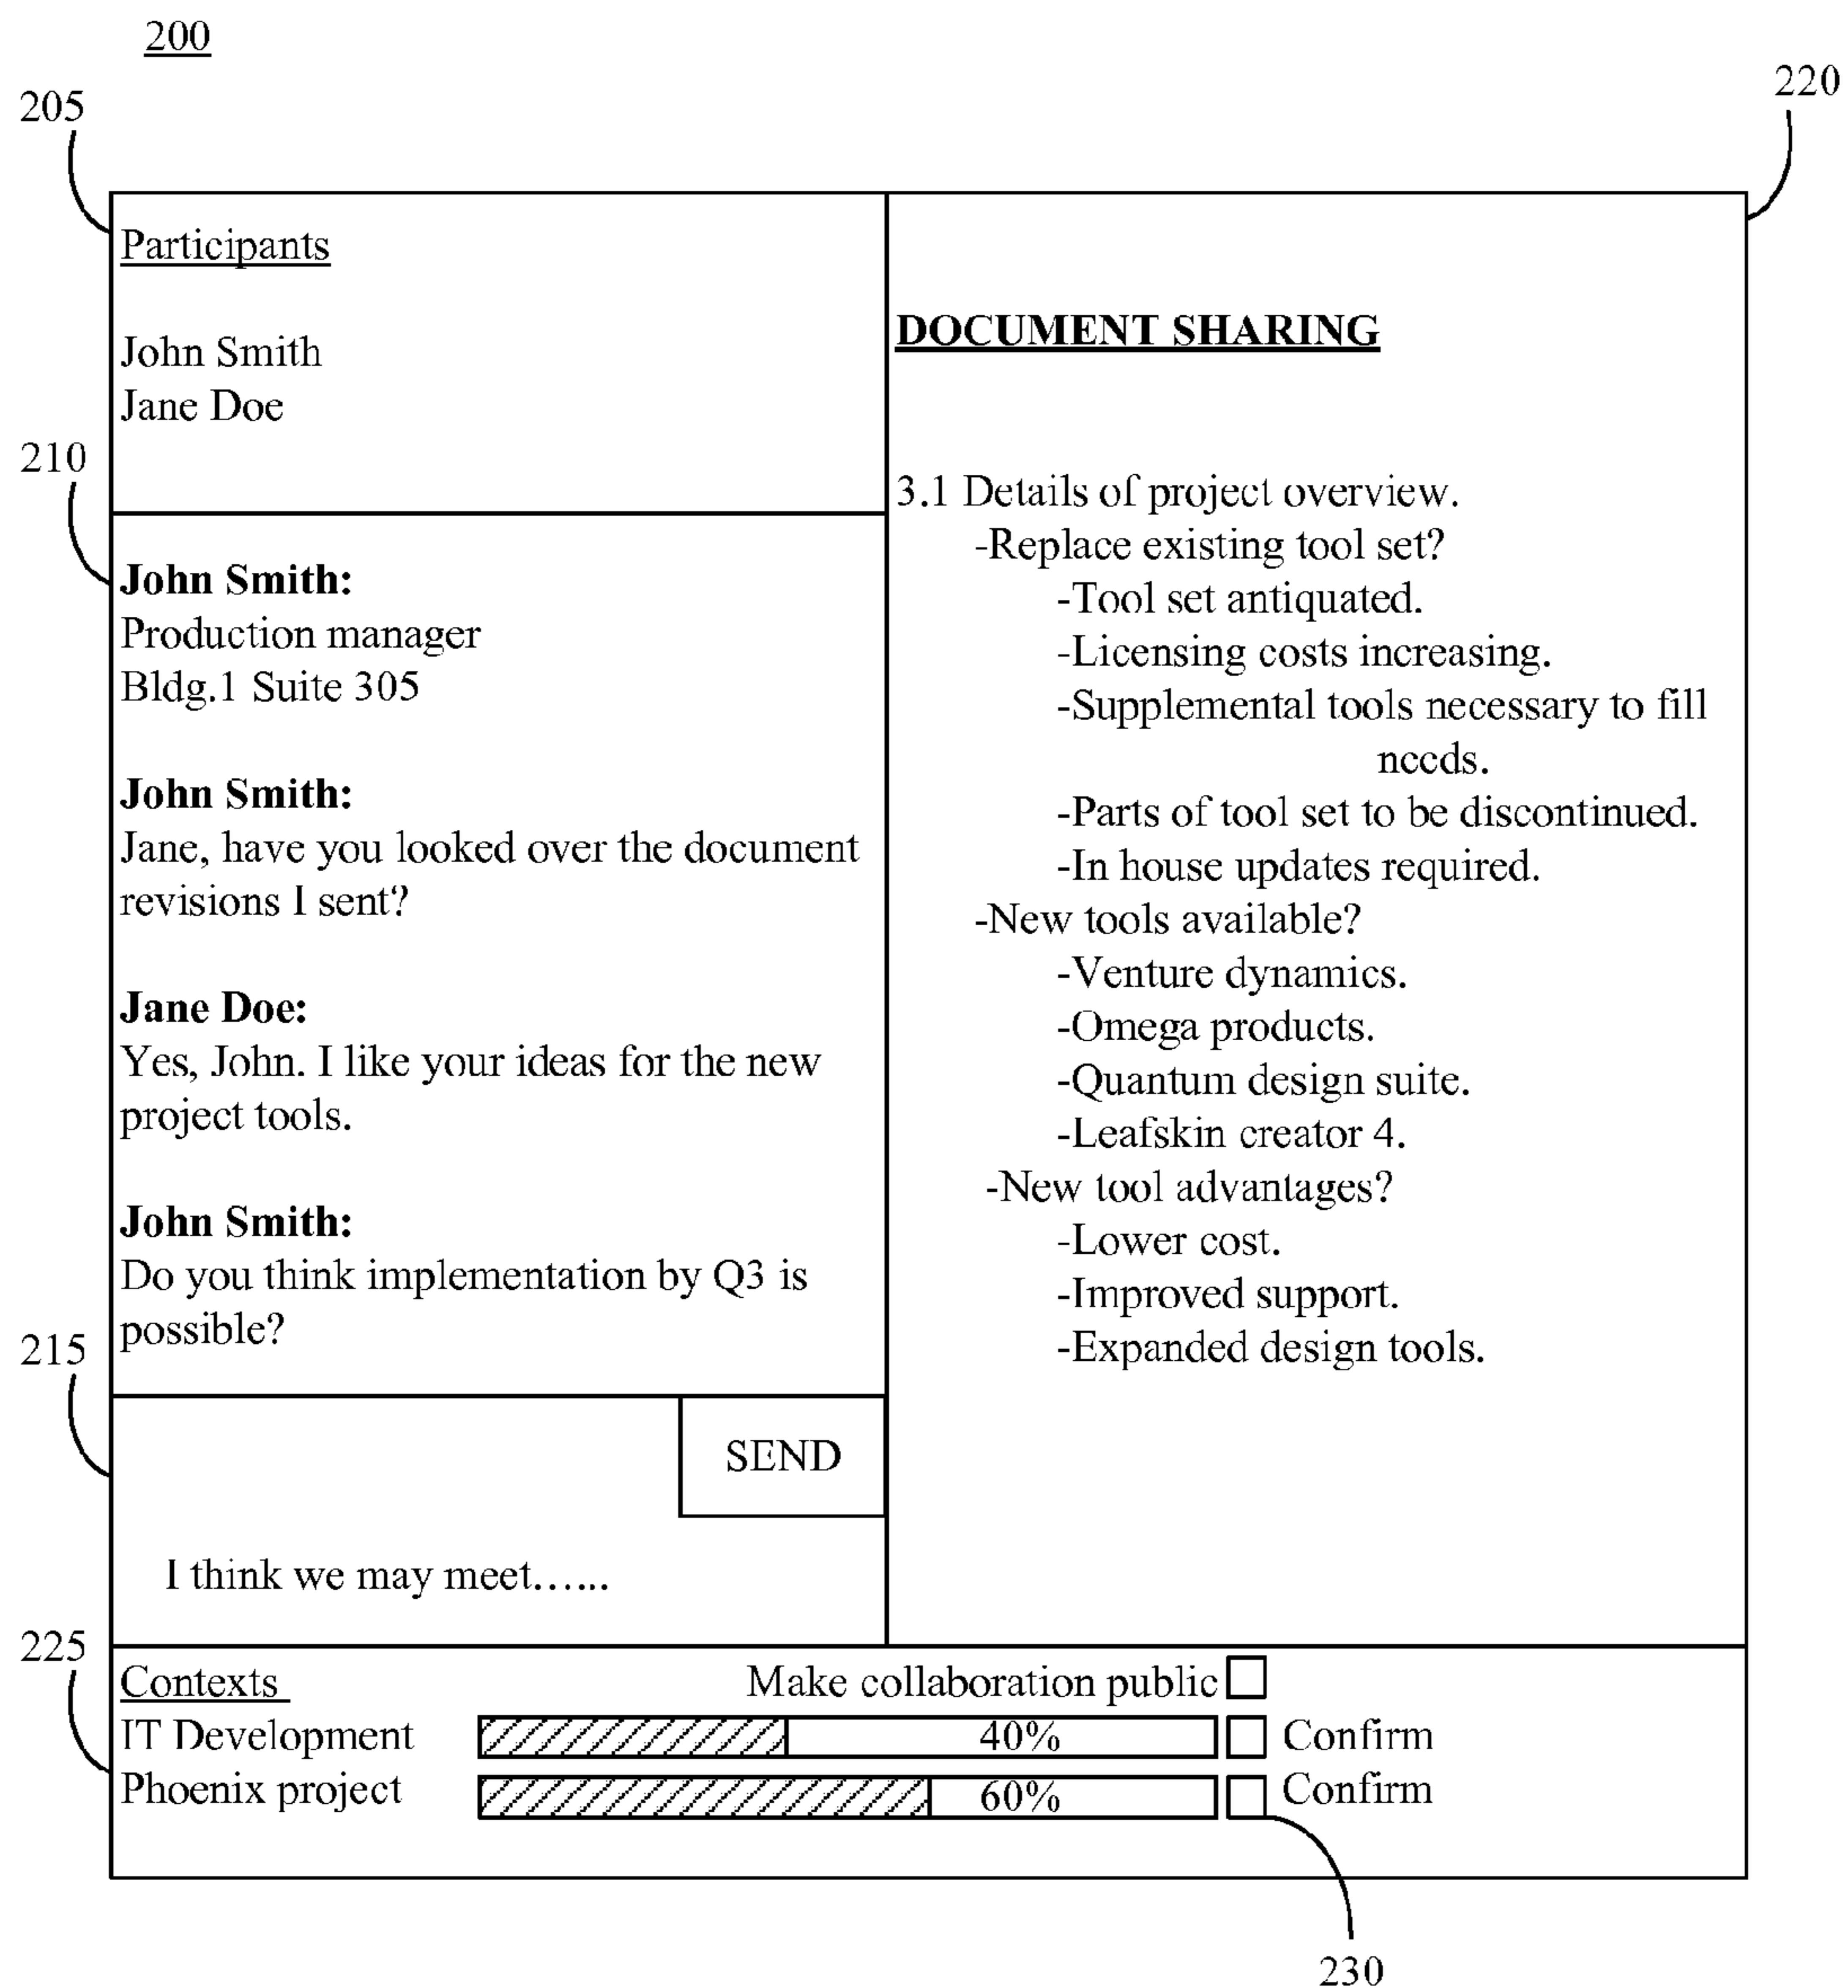 200
205
220
Participants
John Smith
Jane Doe
210
John Smith:
Production manager
Bldg.1 Suite 305
John Smith:
Jane, have you looked over the document
revisions I sent?
Jane Doe:
Yes, John. I like your ideas for the new
project tools.
John Smith:
Do you think implementation by Q3 is
possible?
215
SEND
I think we may meet…...
DOCUMENT SHARING
3.1 Details of project overview.
-Replace existing tool set?
-Tool set antiquated.
-Licensing costs increasing.
-Supplemental tools necessary to fill
needs.
-Parts of tool set to be discontinued.
-In house updates required.
-New tools available?
-Venture dynamics.
-Omega products.
-Quantum design suite.
-Leafskin creator 4.
-New tool advantages?
-Lower cost.
-Improved support.
-Expanded design tools.
225
Contexts
Make collaboration public
IT Development 40% Confirm
Phoenix project 60% Confirm
230